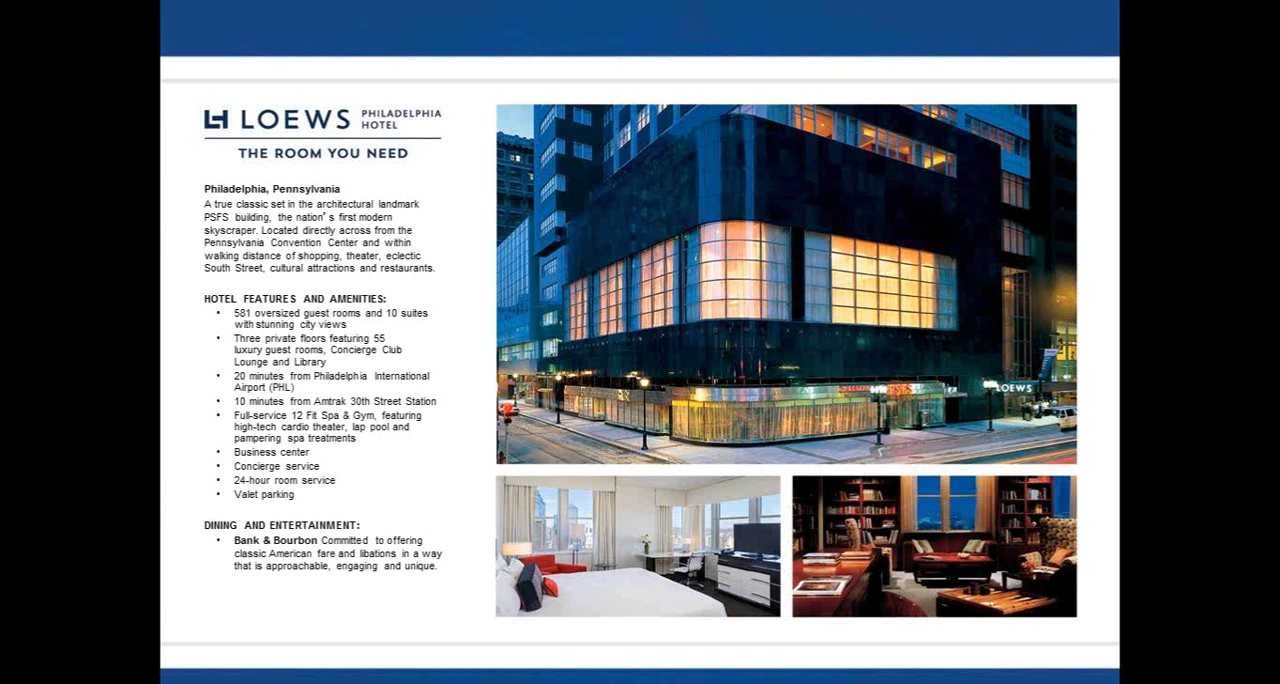 LOEWS PHILADELPHIA
HOTEL
THE ROOM YOU NEED
Philadelphia, Pennsylvania
A true classic set in the architectural landmark
PSFS building, the nation's first modern
skyscraper. Located directly across from the
Pennsylvania Convention Center and within
walking distance of shopping, theater, eclectic
South Street, cultural attractions and restaurants.
HOTEL FEATURES AND AMENITIES:
• 581 oversized guest rooms and 10 suites
with stunning city views
• Three private floors featuring 55
luxury guest rooms, Concierge Club
Lounge and Library
• 20 minutes from Philadelphia International
Airport (PHL)
• 10 minutes from Amtrak 30th Street Station
• Full-service 12 Fit Spa & Gym, featuring
high-tech cardio theater, lap pool and
pampering spa treatments
• Business center
• Concierge service
• 24-hour room service
• Valet parking
DINING AND ENTERTAINMENT:
• Bank & Bourbon Committed to offering
classic American fare and libations in a way
that is approachable, engaging and unique.
LOEWS